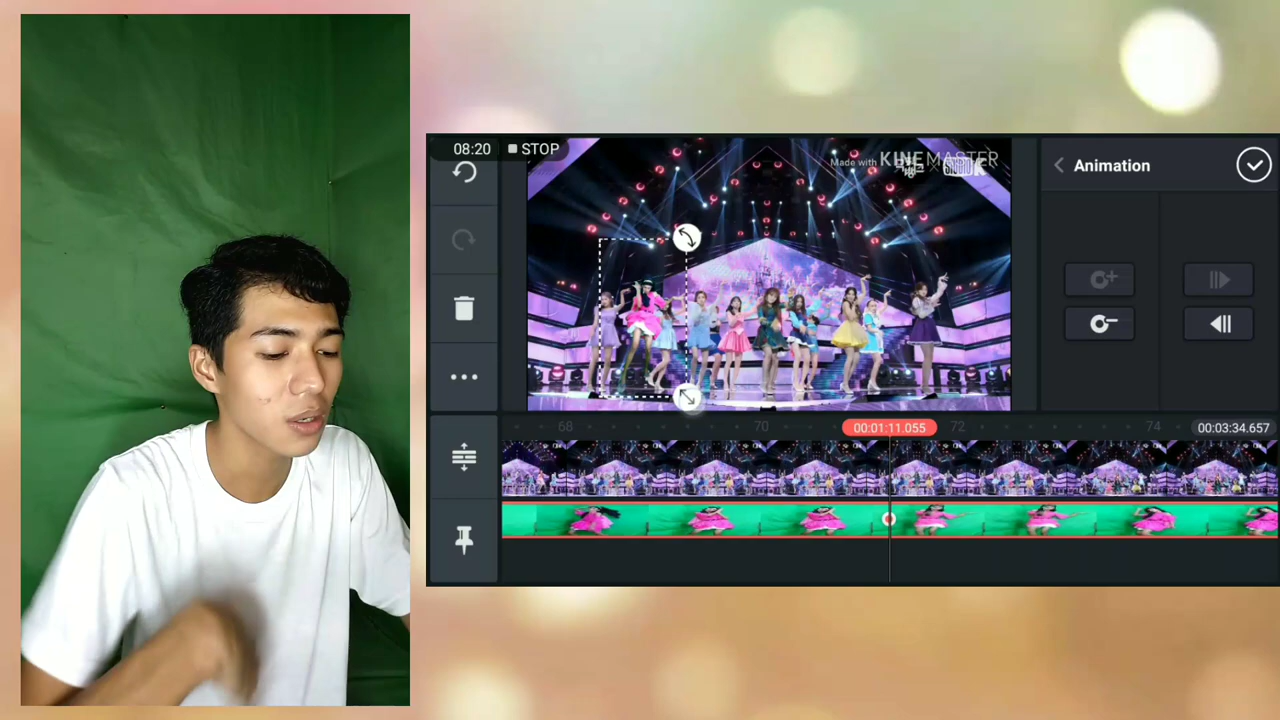 08:20 STOP
Made with KINEMASTER
Animation
68
70
00:01:11.055
72
74
00:03:34.657